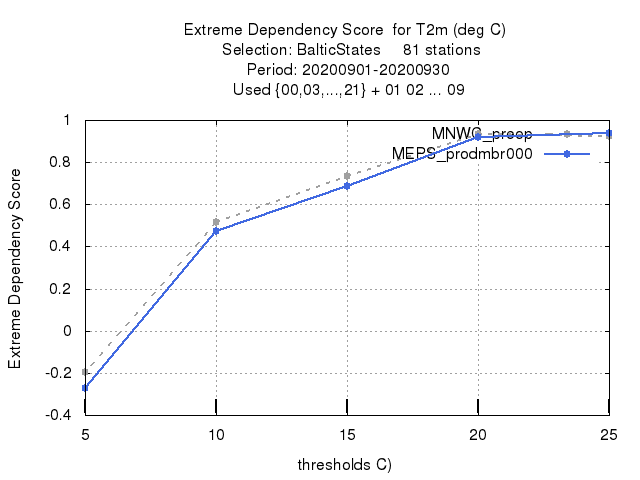 Extreme Dependency Score  for T2m (deg C)
Selection: BalticStates     81 stations
Period: 20200901-20200930
Used {00,03,...,21} + 01 02 ... 09
MNWC_preop
MEPS_prodmbr000
Extreme Dependency Score
1
0.8
0.6
0.4
0.2
0
-0.2
-0.4
5 10 15 20 25
thresholds C)